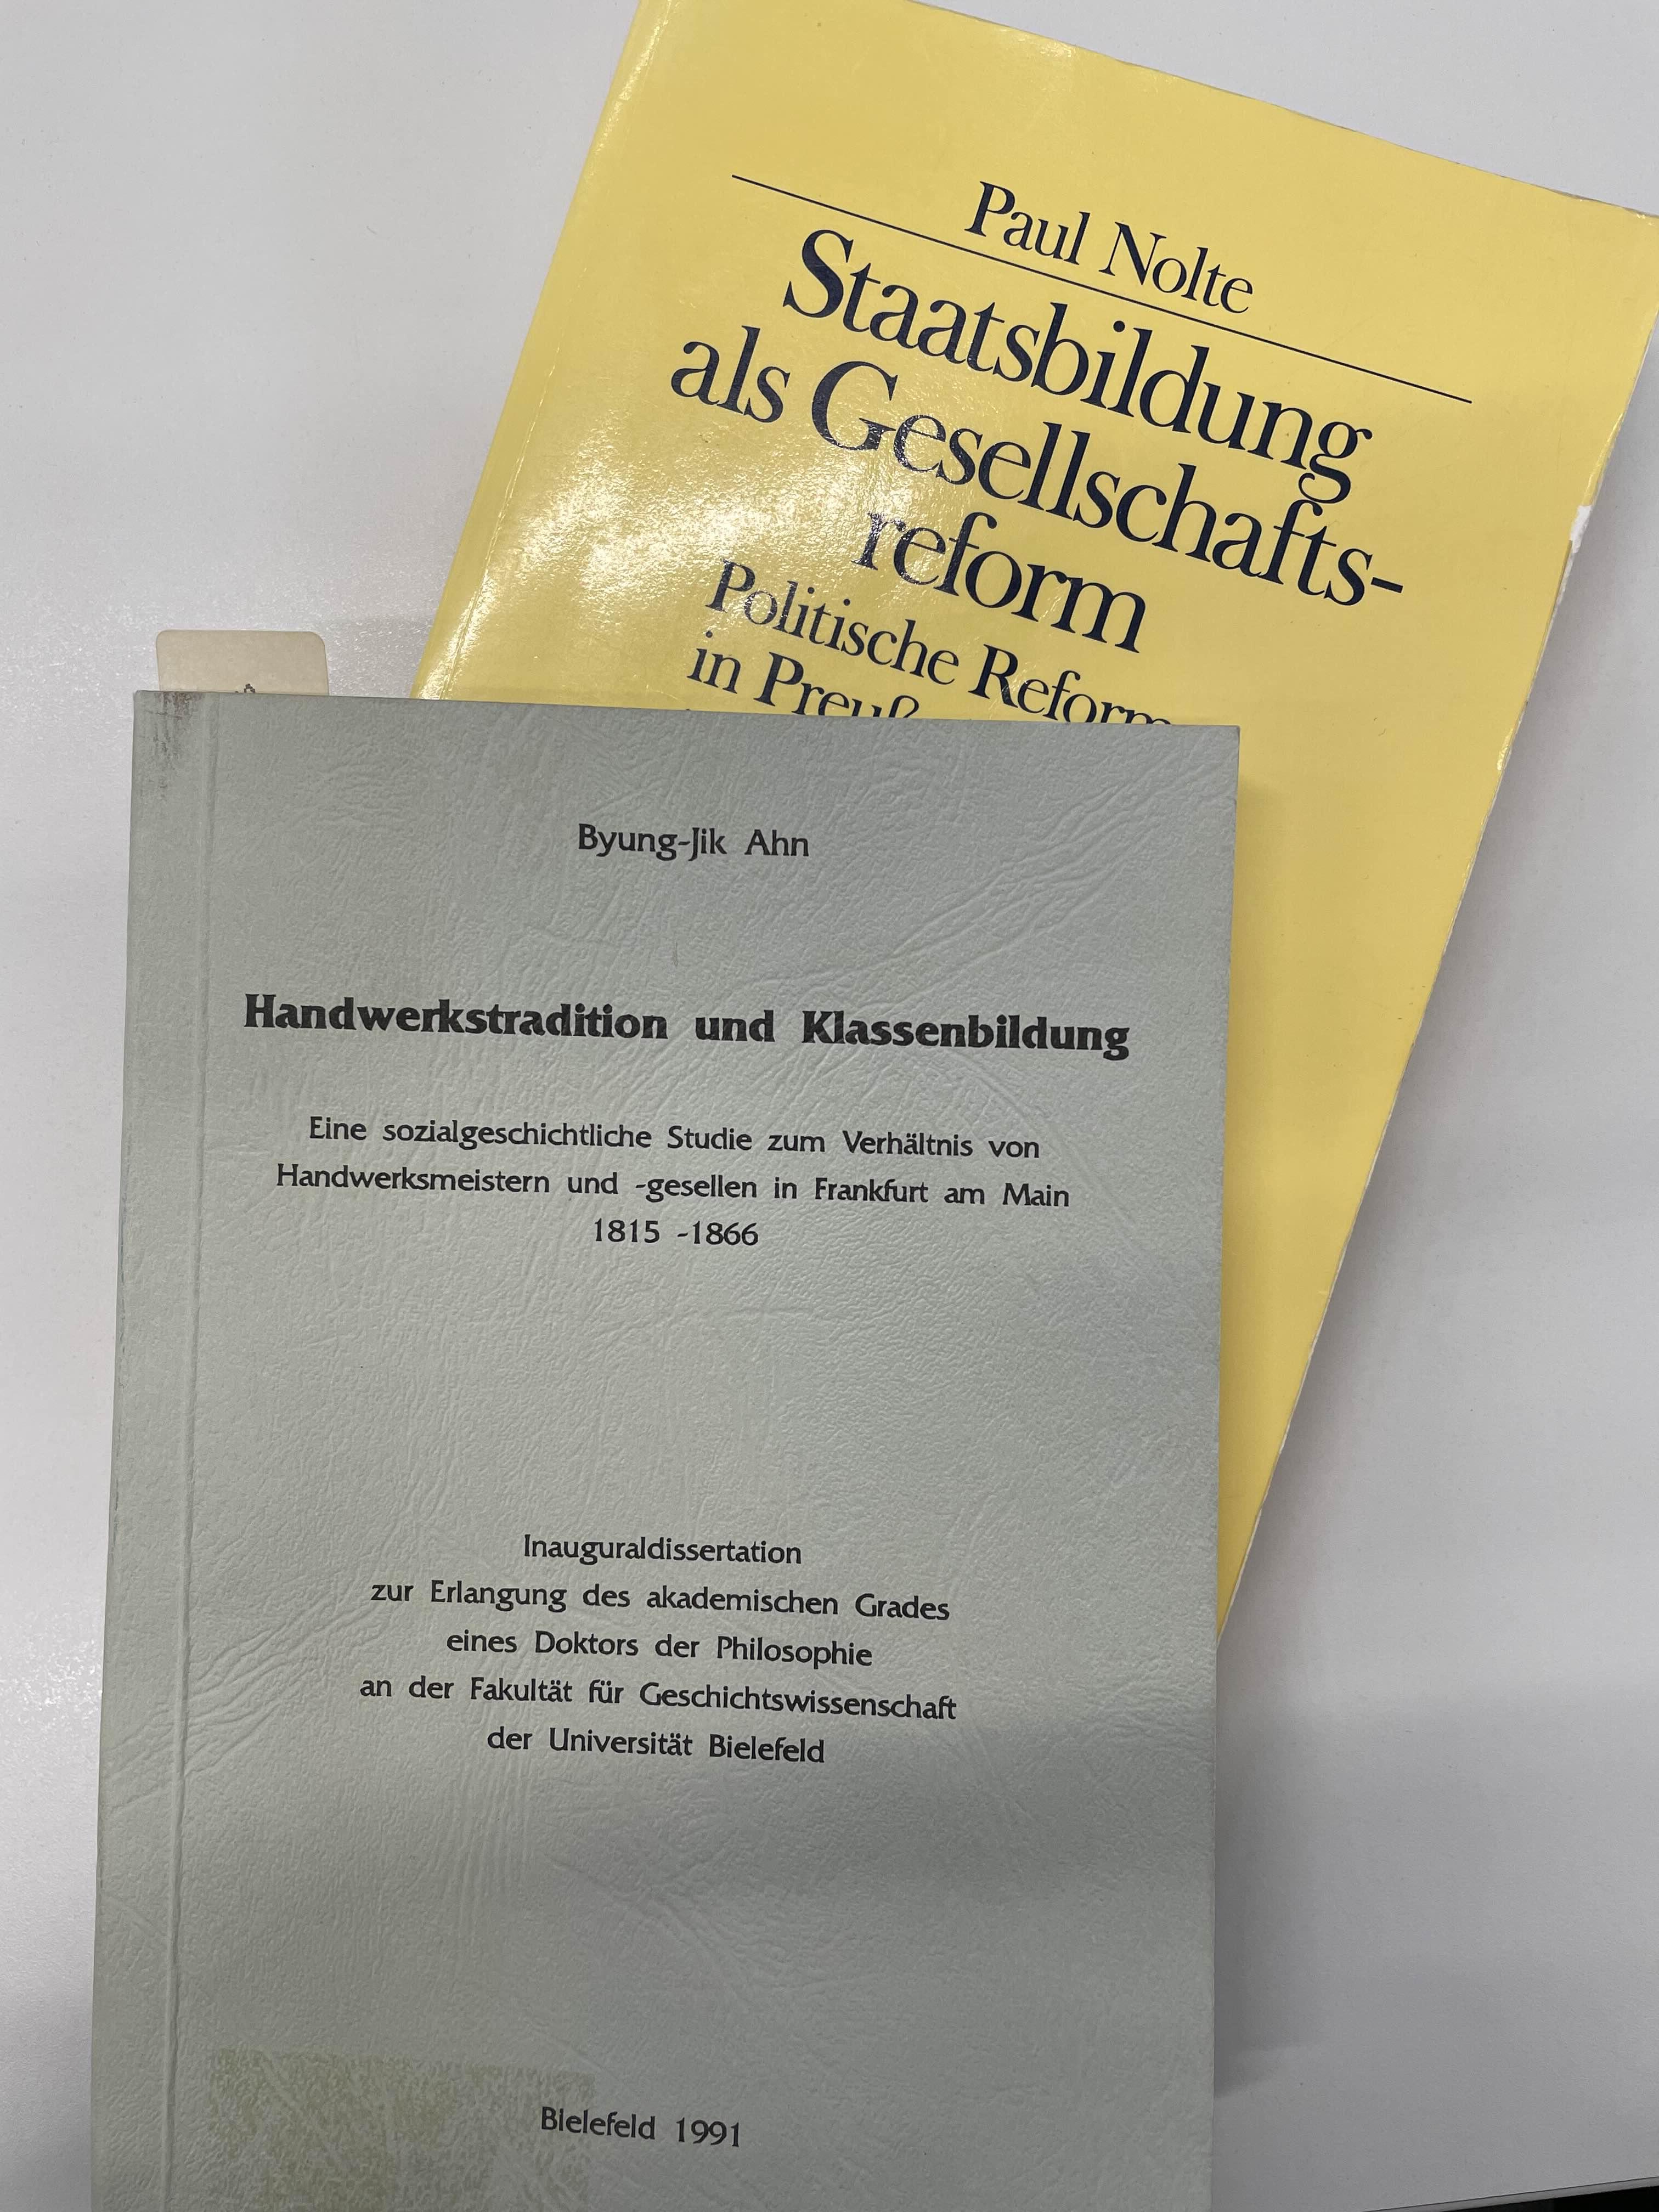 Paul Nolte
Staatsbildung
als Gesellschafts-
reform
Politische Reform
in Preuß
Byung-Jik Ahn
Handwerkstradition und Klassenbildung
Eine sozialgeschichtliche Studie zum Verhältnis von
Handwerksmeistern und -gesellen in Frankfurt am Main
1815 -1866
Inauguraldissertation
zur Erlangung des akademischen Grades
eines Doktors der Philosophie
an der Fakultät für Geschichtswissenschaft
der Universität Bielefeld
Bielefeld 1991